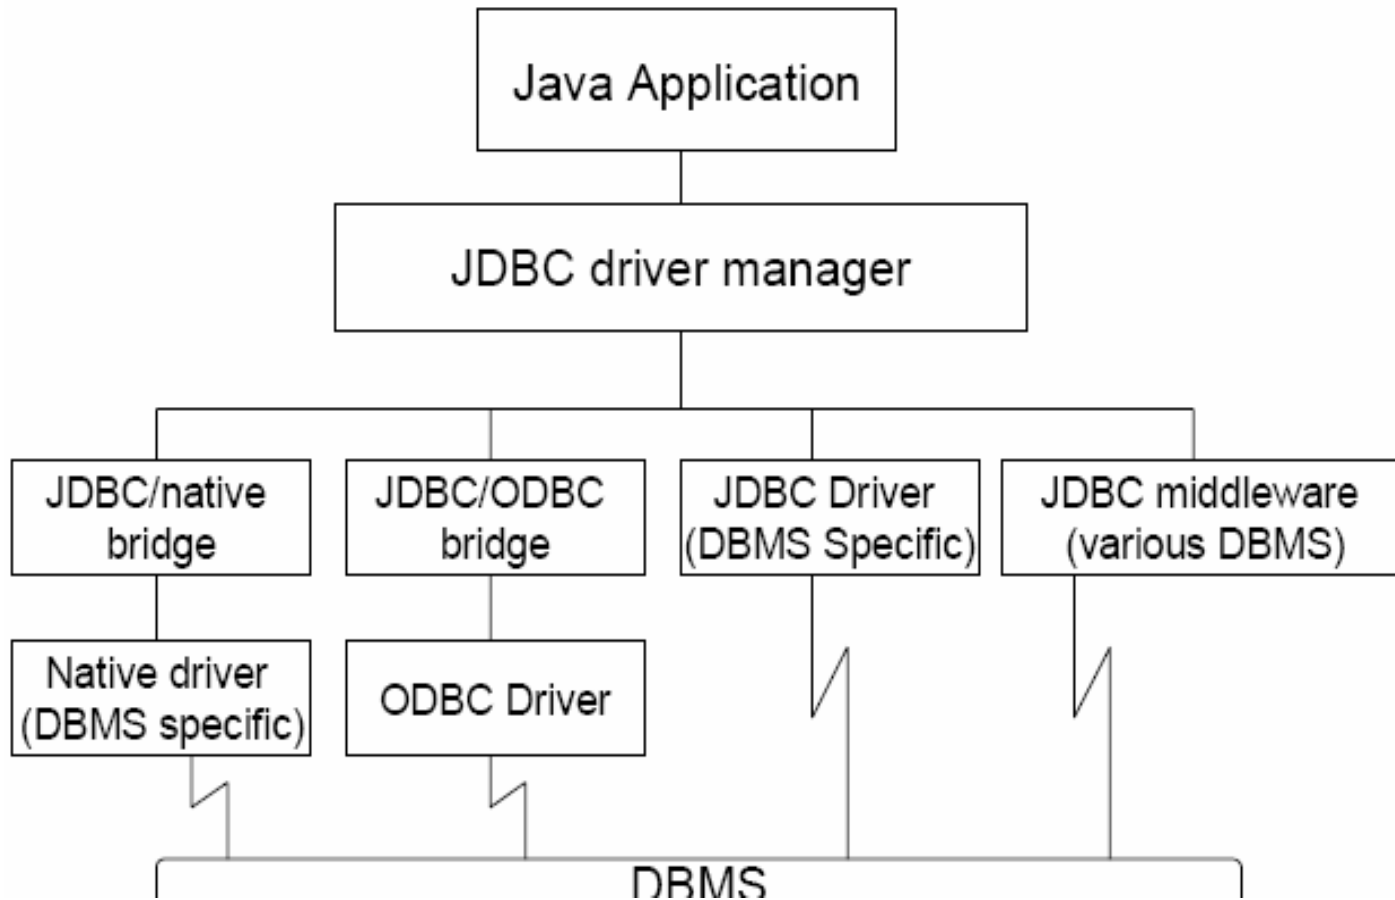 Java Application
JDBC driver manager
JDBC/native
bridge
JDBC/ODBC
bridge
JDBC Driver
(DBMS Specific)
JDBC middleware
(various DBMS)
Native driver
(DBMS specific)
ODBC Driver
DBMS